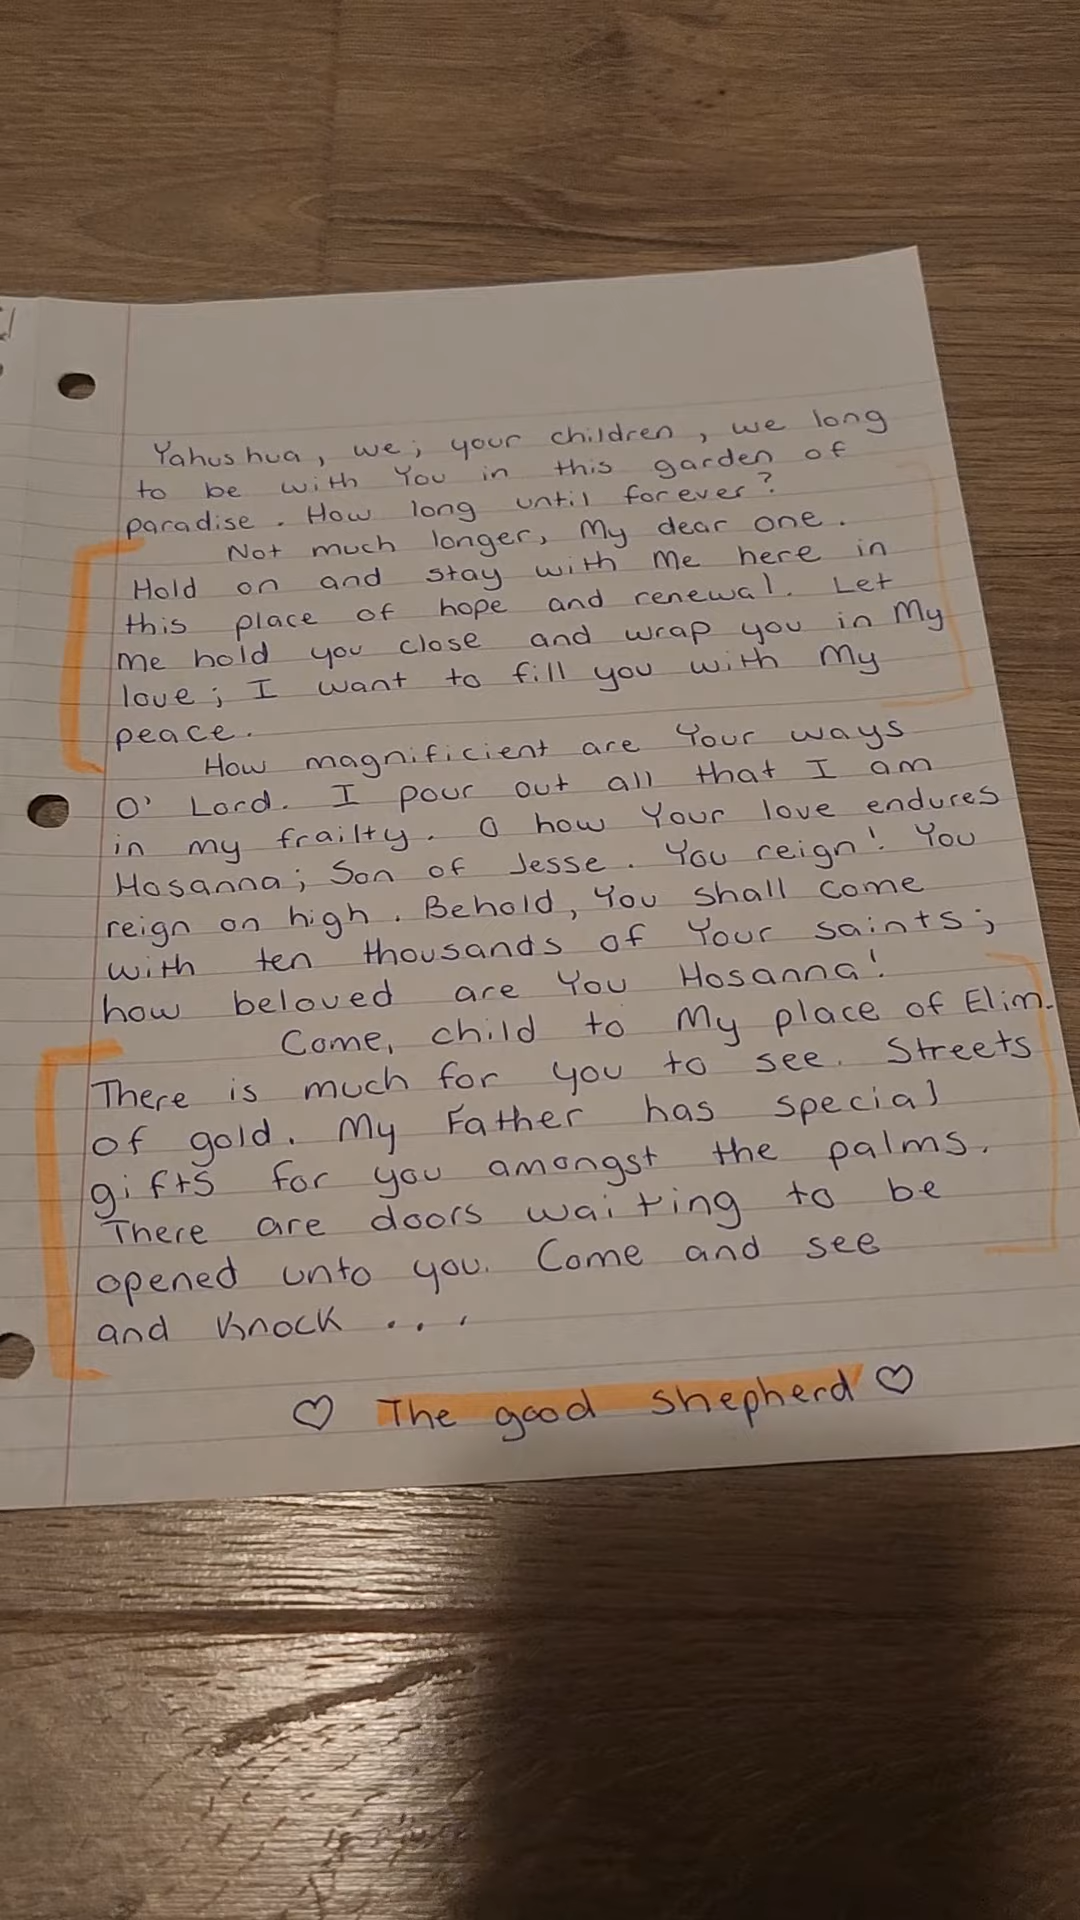 Yahushua, we; your children, we long
to be with You in this garden of
paradise. How long until forever?
Not much longer, My dear one.
Hold on and stay with Me here in
this place of hope and renewal. Let
me hold you close and wrap you in My
love; I want to fill you with My
peace.
How magnificient are Your ways
O' Lord. I pour out all that I am
in my frailty. O how Your love endures
Hosanna; Son of Jesse. You reign! You
reign on high. Behold, You shall come
with ten thousands of Your saints;
how beloved are You Hosanna!
Come, child to My place of Elim.
There is much for you to see. Streets
of gold. My Father has special
gifts for you amongst the palms.
There are doors waiting to be
opened unto you. Come and see
and knock ...
♡ The good shepherd ♡